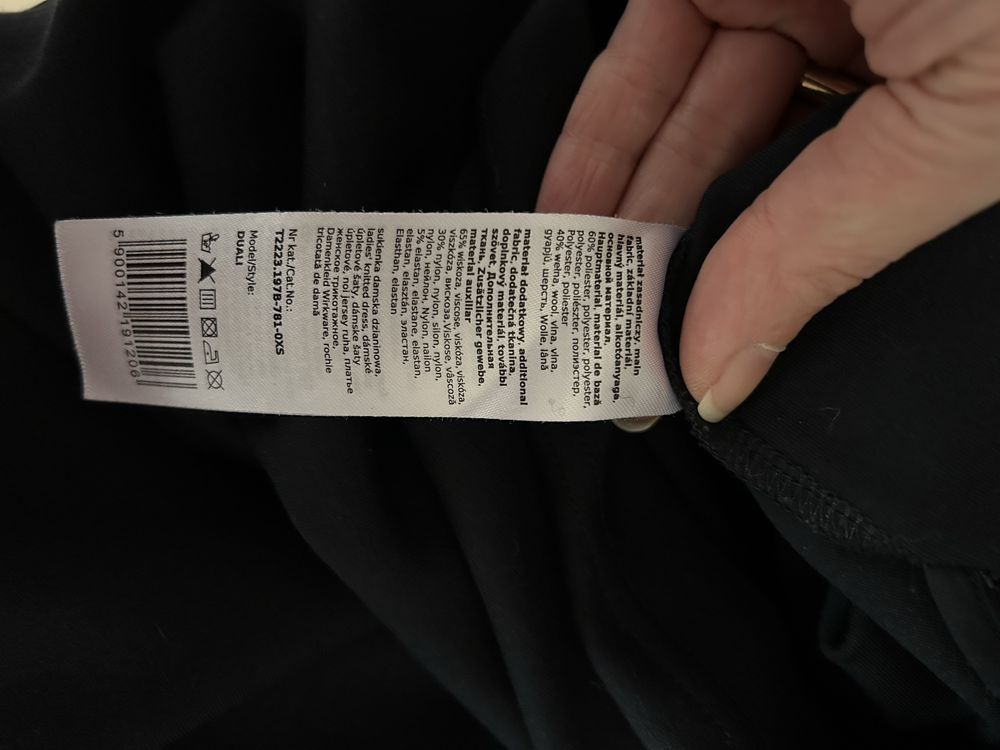 materiał zasadniczy, main
fabric, základní materiál,
hlavný materiál, alaktóanyaga,
основной материал,
Hauptmaterial, material de bază
60% poliester, polyester, polyester,
polyester, poliészter, полиэстер,
Polyester, poliester
40% wełna, wool, vlna, vlna,
gyapjú, шерсть, Wolle, lână
materiał dodatkowy, additional
fabric, dodatečná tkanina,
doplnkový materiál, további
szövet, Дополнительная
ткань, Zusätzlicher gewebe,
material auxiliar
65% wiskoza, viscose, viskóza, viskóza,
viszkóza, вискоза, Viskose, vâscoză
30% nylon, nylon, silon, nylon,
nylon, нейлон, Nylon, nailon
5% elastan, elastane, elastan,
elastan, elasztán, эластан,
Elasthan, elastan
sukienka damska dzianinowa,
ladies' knitted dress, dámské
úpletové šaty, dámske šaty
úpletové, női jersey ruha, платье
женское трикотажное,
Damenkleid Wirkware, rochie
tricotată de damă
Nr kat./Cat.No.:
T2223.197B-781-0XS
Model/Style:
DUALI
5 900142 191206